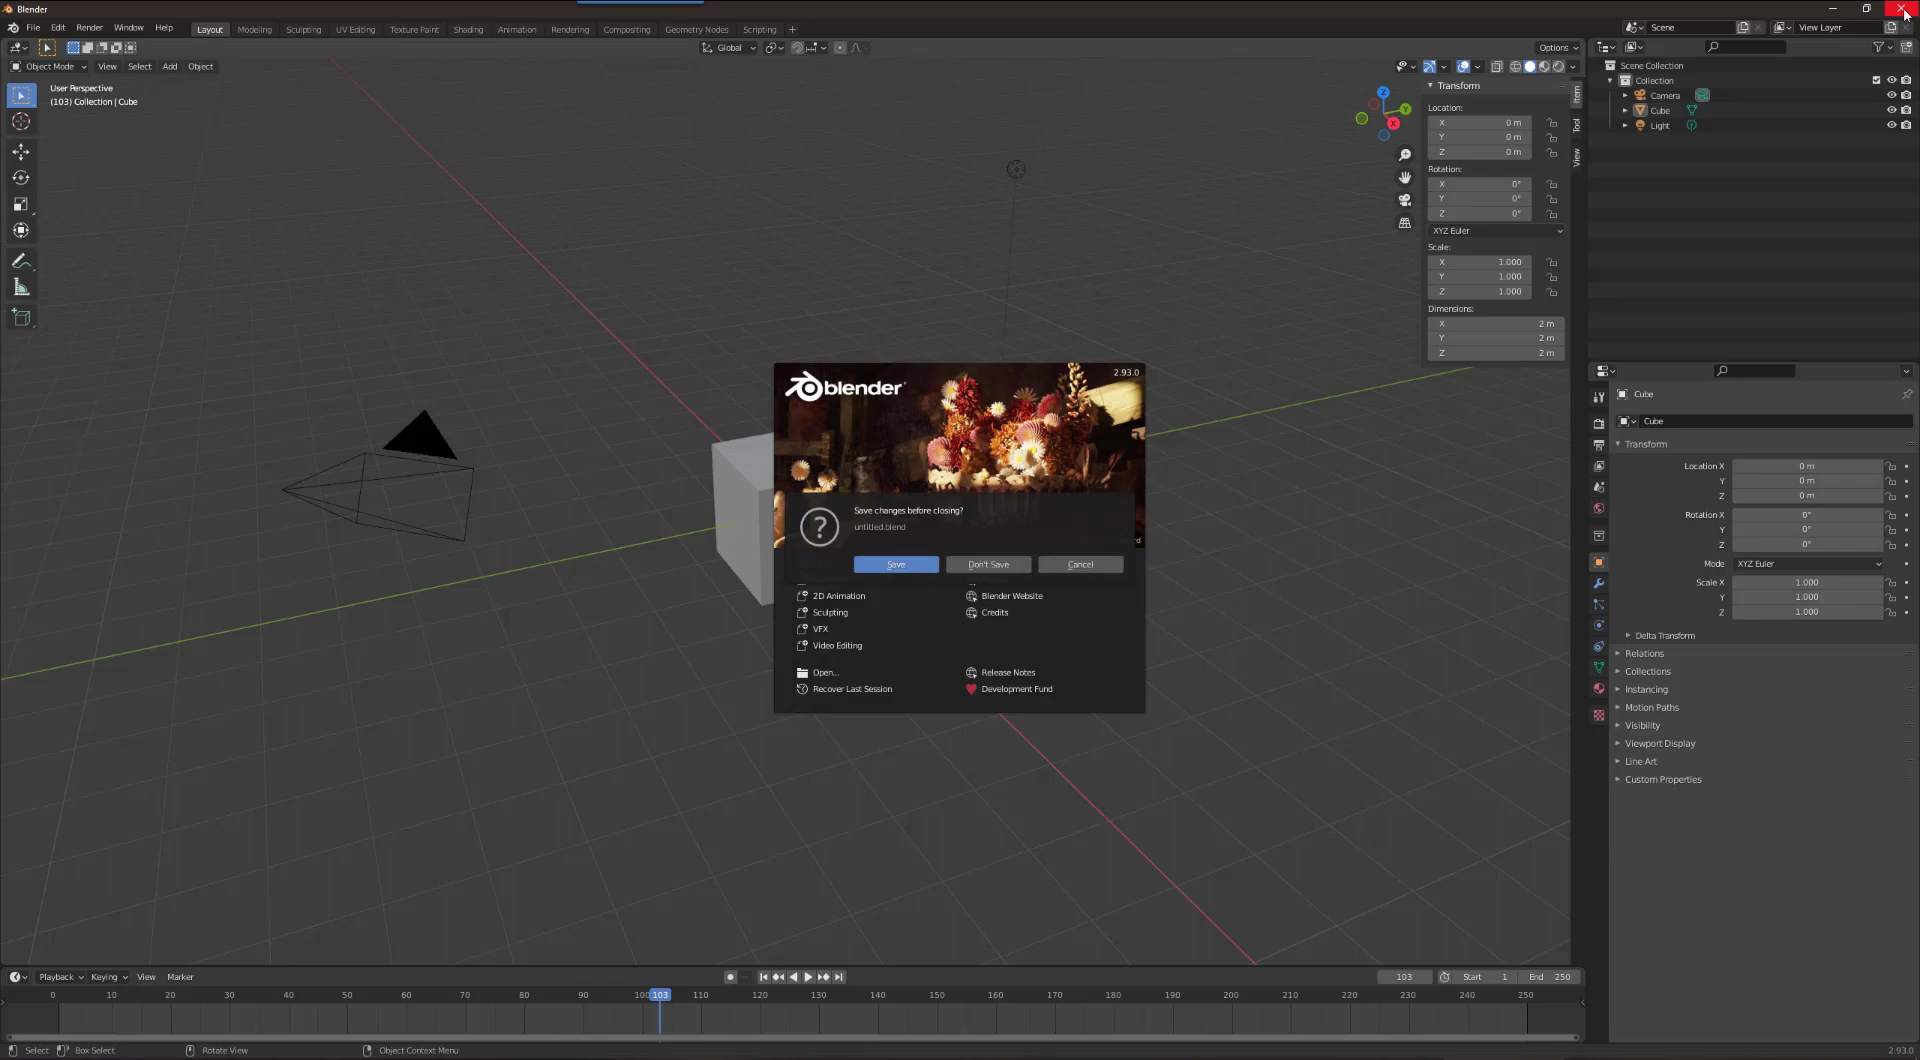 Blender
File Edit Render Window Help
Layout Modeling Sculpting UV Editing Texture Paint Shading Animation Rendering Compositing Geometry Nodes Scripting +
Scene
View Layer
Object Mode View Select Add Object
Global
Options
User Perspective
(103) Collection | Cube
Z
Y
X
Transform
Location:
X 0 m
Y 0 m
Z 0 m
Rotation:
X 0°
Y 0°
Z 0°
XYZ Euler
Scale:
X 1.000
Y 1.000
Z 1.000
Dimensions:
X 2 m
Y 2 m
Z 2 m
Item
Tool
View
Scene Collection
Collection
Camera
Cube
Light
blender
2.93.0
Save changes before closing?
untitled.blend
Save Don't Save Cancel
2D Animation
Sculpting
VFX
Video Editing
Open...
Recover Last Session
Blender Website
Credits
Release Notes
Development Fund
Cube
Cube
Transform
Location X 0 m
Y 0 m
Z 0 m
Rotation X 0°
Y 0°
Z 0°
Mode XYZ Euler
Scale X 1.000
Y 1.000
Z 1.000
Delta Transform
Relations
Collections
Instancing
Motion Paths
Visibility
Viewport Display
Line Art
Custom Properties
Playback Keying View Marker
103 Start 1 End 250
0 10 20 30 40 50 60 70 80 90 100 103 110 120 130 140 150 160 170 180 190 200 210 220 230 240 250
Select Box Select Rotate View Object Context Menu
2.93.0